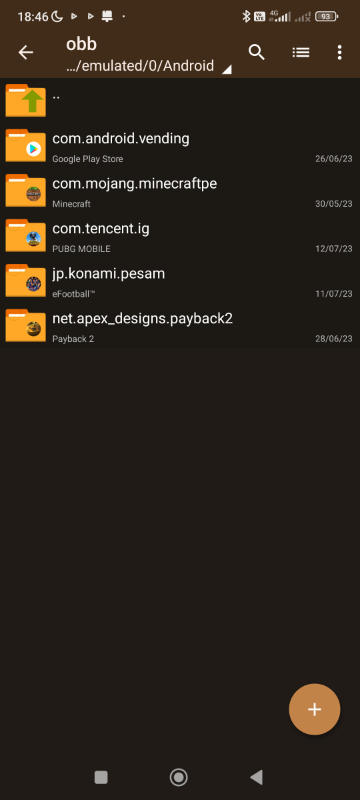 18:46
4G
93
obb
.../emulated/0/Android
..
com.android.vending
Google Play Store
26/06/23
com.mojang.minecraftpe
Minecraft
30/05/23
com.tencent.ig
PUBG MOBILE
12/07/23
jp.konami.pesam
eFootball™
11/07/23
net.apex_designs.payback2
Payback 2
28/06/23